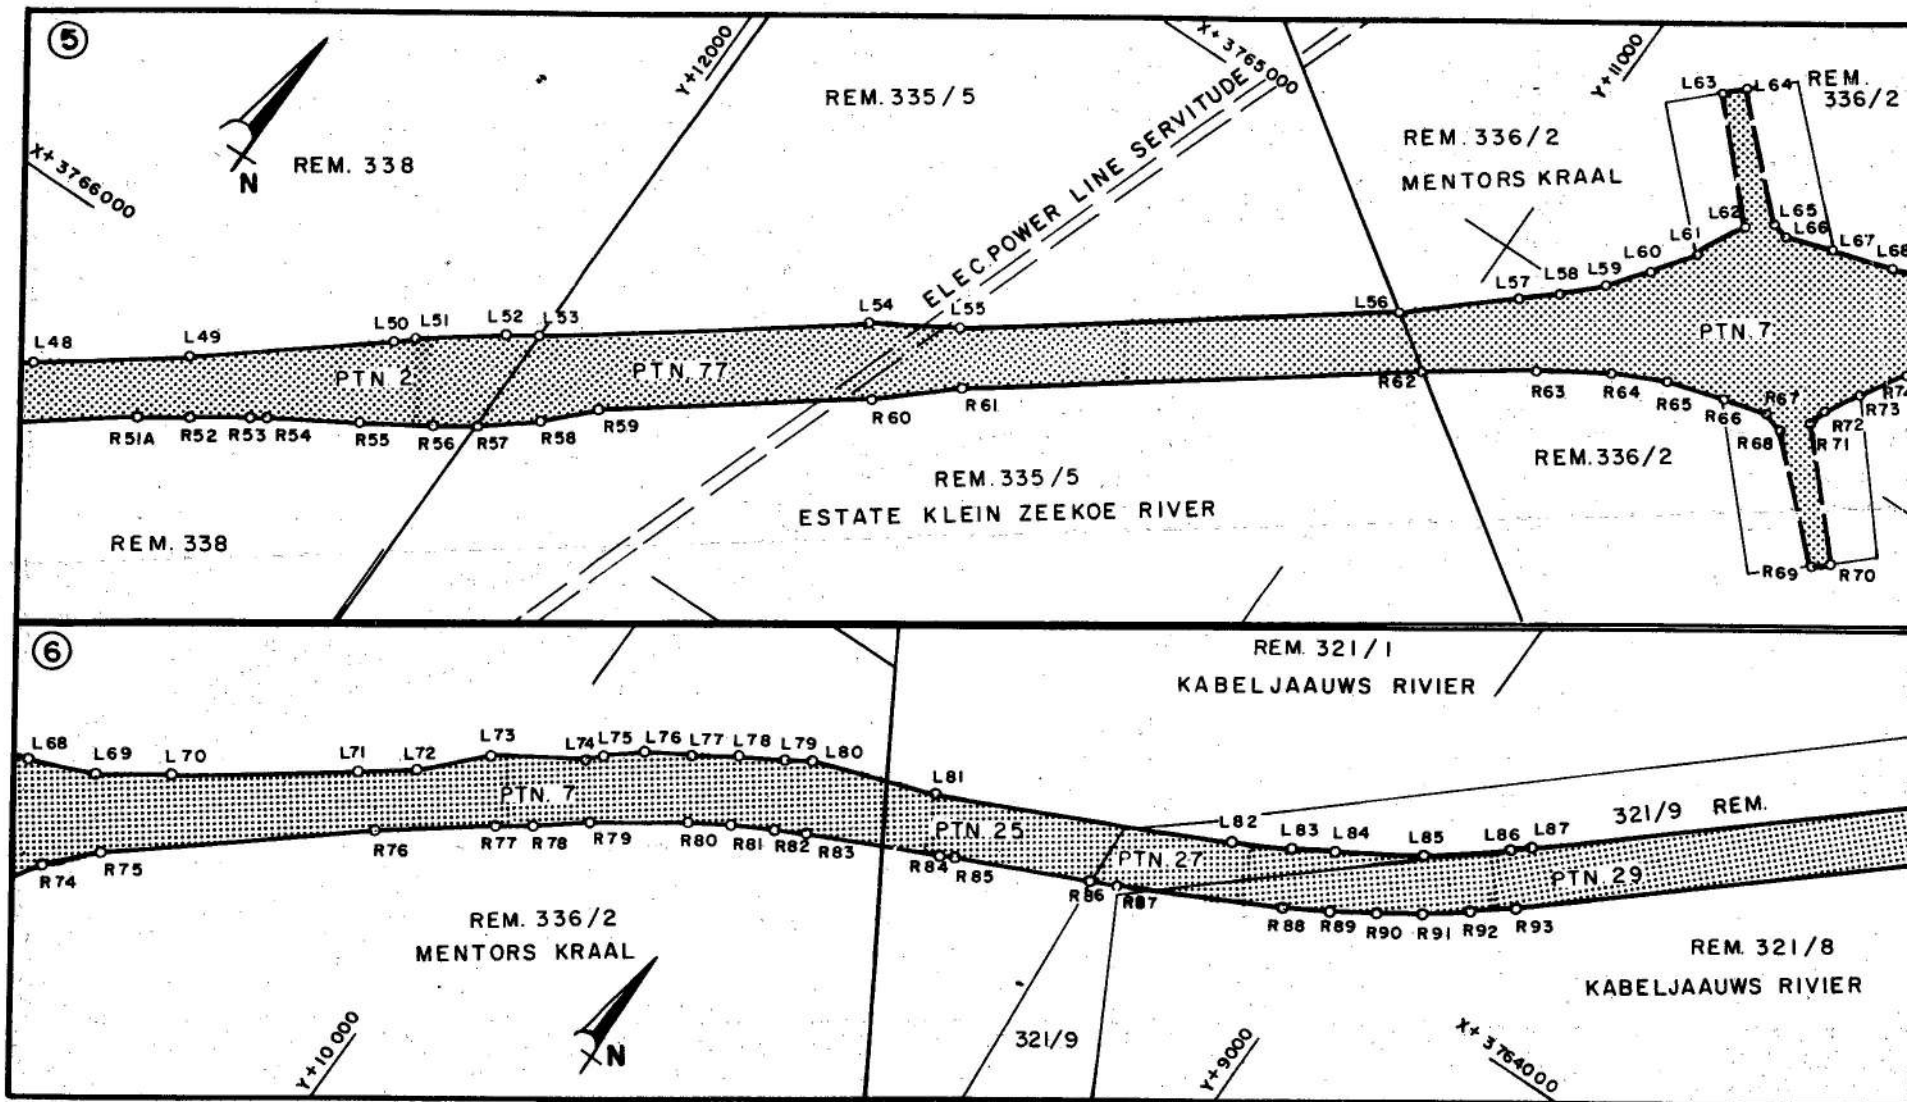 5
X+3766000
N
REM. 338
Y+12000
REM. 335/5
X+3765000
ELEC. POWER LINE SERVITUDE
Y+11000
REM. 336/2
MENTORS KRAAL
L63
L64
REM.
336/2
L48
L49
L50
L51
L52
L53
L54
L55
L56
L57
L58
L59
L60
L61
L62
L65
L66
L67
L68
PTN. 2
PTN. 77
PTN. 7
R51A
R52
R53
R54
R55
R56
R57
R58
R59
R60
R61
R62
R63
R64
R65
R66
R67
R68
R69
R70
R71
R72
R73
R74
REM. 338
REM. 335/5
ESTATE KLEIN ZEEKOE RIVER
REM. 336/2
6
REM. 321/1
KABELJAAUWS RIVIER
L68
L69
L70
L71
L72
L73
L74
L75
L76
L77
L78
L79
L80
L81
L82
L83
L84
L85
L86
L87
321/9 REM.
PTN. 7
PTN. 25
PTN. 27
PTN. 29
R74
R75
R76
R77
R78
R79
R80
R81
R82
R83
R84
R85
R86
R87
R88
R89
R90
R91
R92
R93
REM. 336/2
MENTORS KRAAL
REM. 321/8
KABELJAAUWS RIVIER
Y+10000
N
321/9
Y+9000
X+3764000